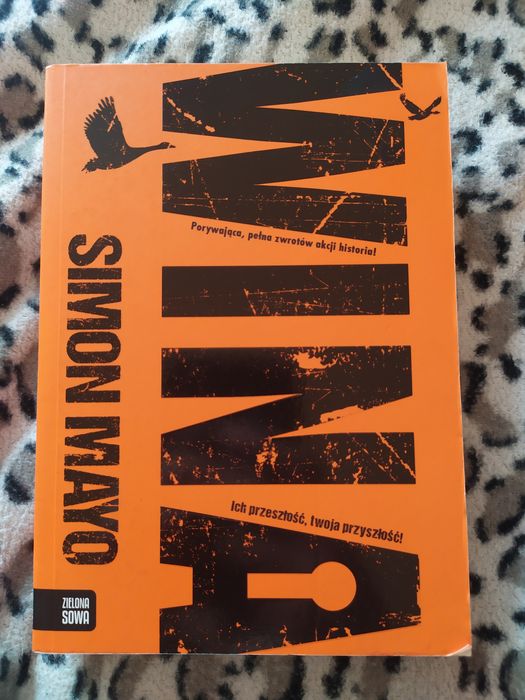 WINA
Porywająca, pełna zwrotów akcji historia!
Ich przeszłość, twoja przyszłość!
SIMON MAYO
ZIELONA
SOWA